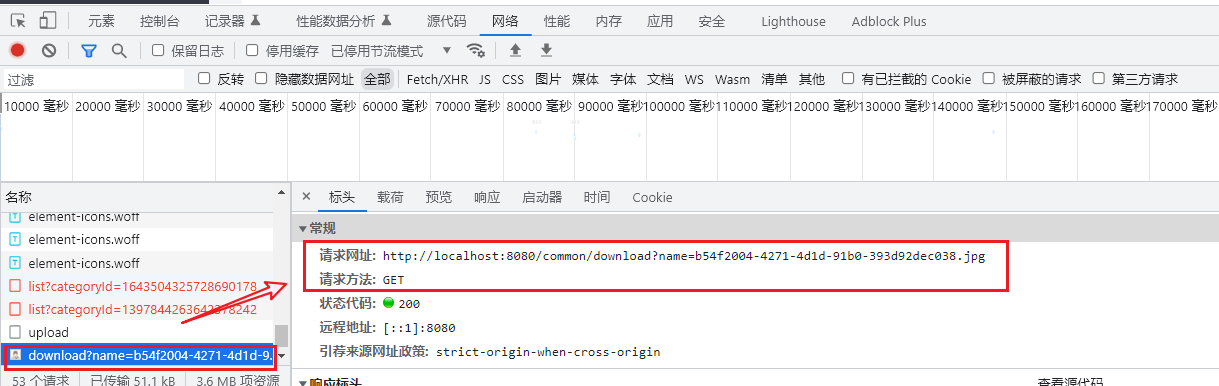 元素 控制台 记录器 性能数据分析 源代码 网络 性能 内存 应用 安全 Lighthouse Adblock Plus
保留日志 停用缓存 已停用节流模式
过滤 反转 隐藏数据网址 全部 Fetch/XHR JS CSS 图片 媒体 字体 文档 WS Wasm 清单 其他 有已拦截的 Cookie 被屏蔽的请求 第三方请求
10000 毫秒 20000 毫秒 30000 毫秒 40000 毫秒 50000 毫秒 60000 毫秒 70000 毫秒 80000 毫秒 90000 毫秒 100000 毫秒 110000 毫秒 120000 毫秒 130000 毫秒 140000 毫秒 150000 毫秒 160000 毫秒 170000 毫秒
名称
element-icons.woff
element-icons.woff
element-icons.woff
list?categoryId=1643504325728690178
list?categoryId=1397844263642378242
upload
download?name=b54f2004-4271-4d1d-9...
53 个请求 已传输 51.1 kB 3.6 MB 项资源
× 标头 载荷 预览 响应 启动器 时间 Cookie
常规
请求网址: http://localhost:8080/common/download?name=b54f2004-4271-4d1d-91b0-393d92dec038.jpg
请求方法: GET
状态代码: 200
远程地址: [::1]:8080
引荐来源网址政策: strict-origin-when-cross-origin
响应标头 查看源代码